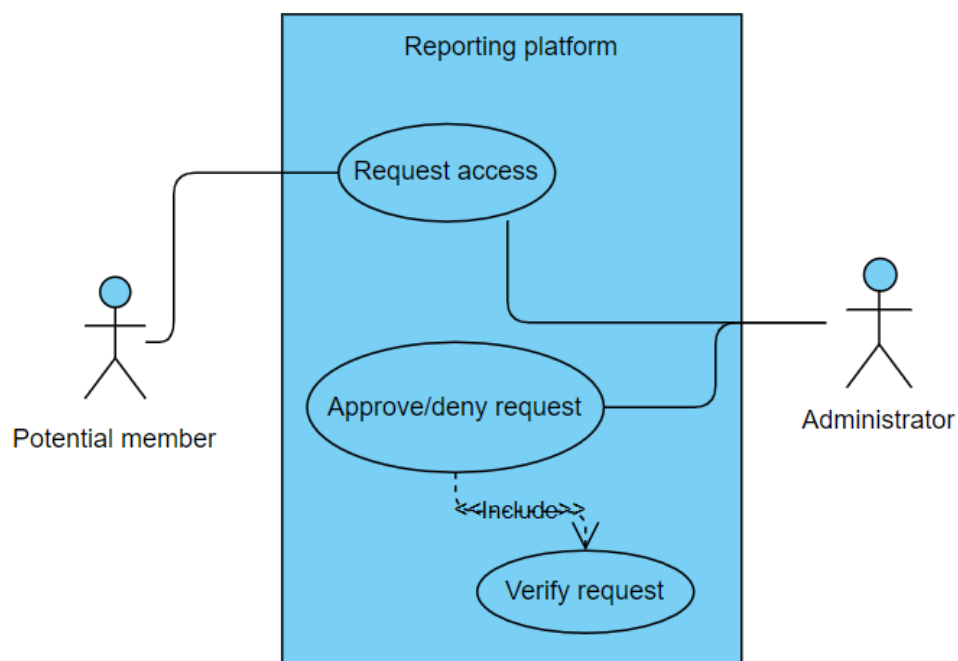 Reporting platform
Request access
Approve/deny request
Potential member
Administrator
<<Include>>
Verify request